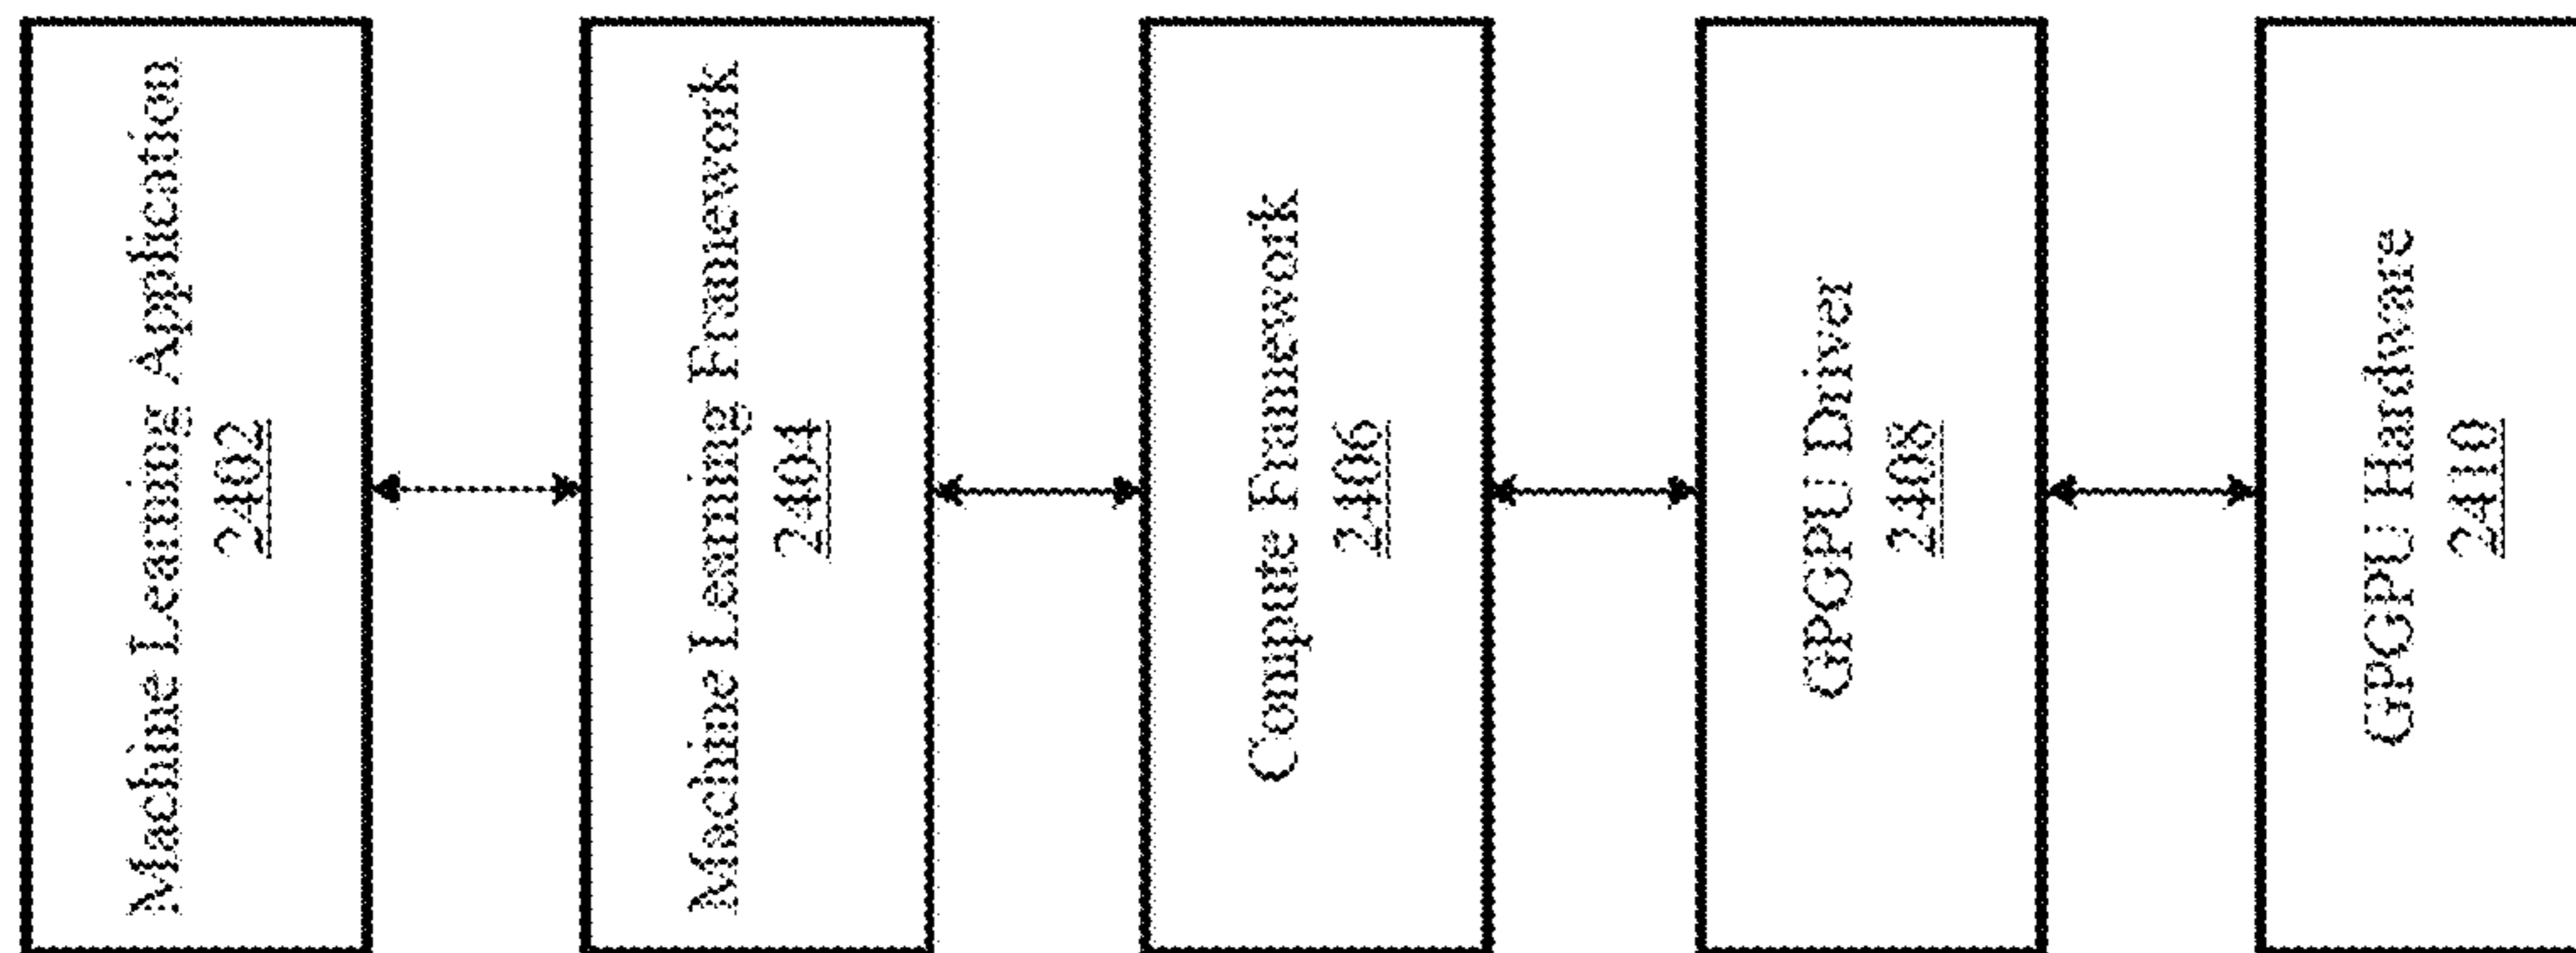 Machine Learning Application
2402
Machine Learning Framework
2404
Compute Framework
2406
GPGPU Driver
2408
GPGPU Hardware
2410